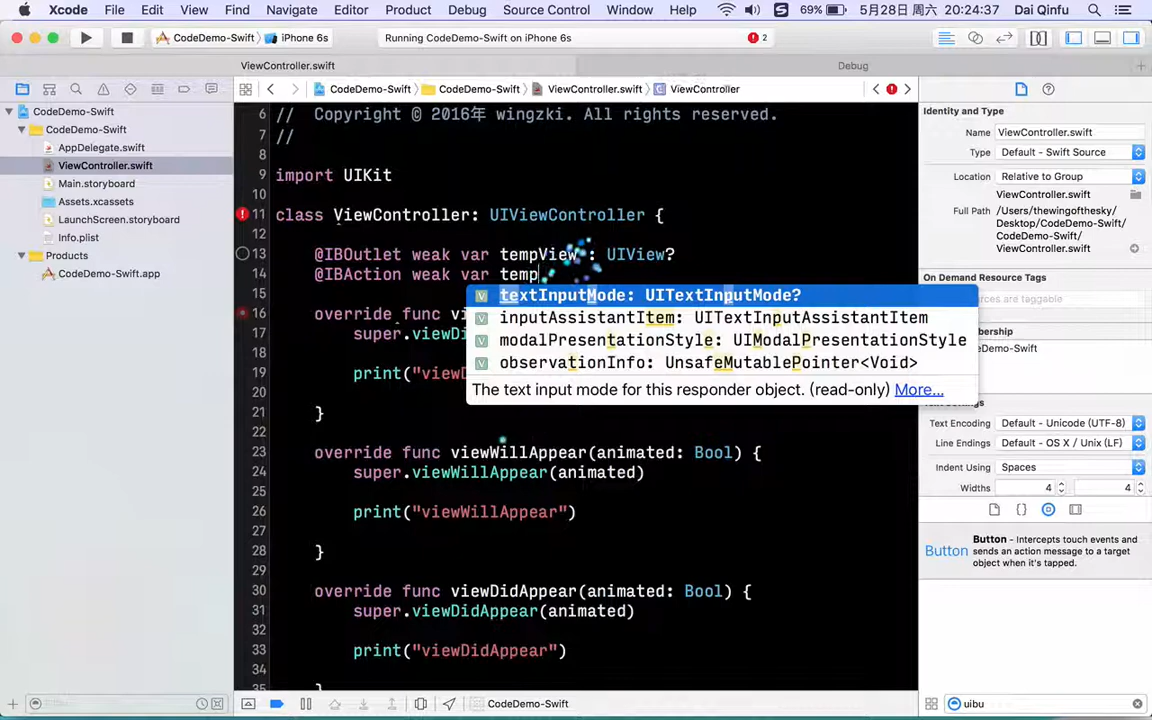 Xcode File Edit View Find Navigate Editor Product Debug Source Control Window Help 69% 5月28日 周六 20:24:37 Dai Qinfu
CodeDemo-Swift iPhone 6s Running CodeDemo-Swift on iPhone 6s 2
ViewController.swift Debug
CodeDemo-Swift CodeDemo-Swift ViewController.swift ViewController
CodeDemo-Swift
CodeDemo-Swift
AppDelegate.swift
ViewController.swift
Main.storyboard
Assets.xcassets
LaunchScreen.storyboard
Info.plist
Products
CodeDemo-Swift.app
6 // Copyright © 2016年 wingzki. All rights reserved.
7 //
8
9 import UIKit
10
11 class ViewController: UIViewController {
13 @IBOutlet weak var tempView : UIView?
14 @IBAction weak var temp
15
textInputMode: UITextInputMode?
inputAssistantItem: UITextInputAssistantItem
modalPresentationStyle: UIModalPresentationStyle
observationInfo: UnsafeMutablePointer<Void>
The text input mode for this responder object. (read-only) More...
16 override func
17 super.viewDi
18
19 print("viewD
20
21 }
22
23 override func viewWillAppear(animated: Bool) {
24 super.viewWillAppear(animated)
25
26 print("viewWillAppear")
27
28 }
29
30 override func viewDidAppear(animated: Bool) {
31 super.viewDidAppear(animated)
32
33 print("viewDidAppear")
34
35 }
Identity and Type
Name ViewController.swift
Type Default - Swift Source
Location Relative to Group
ViewController.swift
Full Path /Users/thewingofthesky/
Desktop/CodeDemo-Swift/
CodeDemo-Swift/
ViewController.swift
On Demand Resource Tags
Text Encoding Default - Unicode (UTF-8)
Line Endings Default - OS X / Unix (LF)
Indent Using Spaces
Widths 4 4
Button Button - Intercepts touch events and
sends an action message to a target
object when it's tapped.
CodeDemo-Swift
uibu